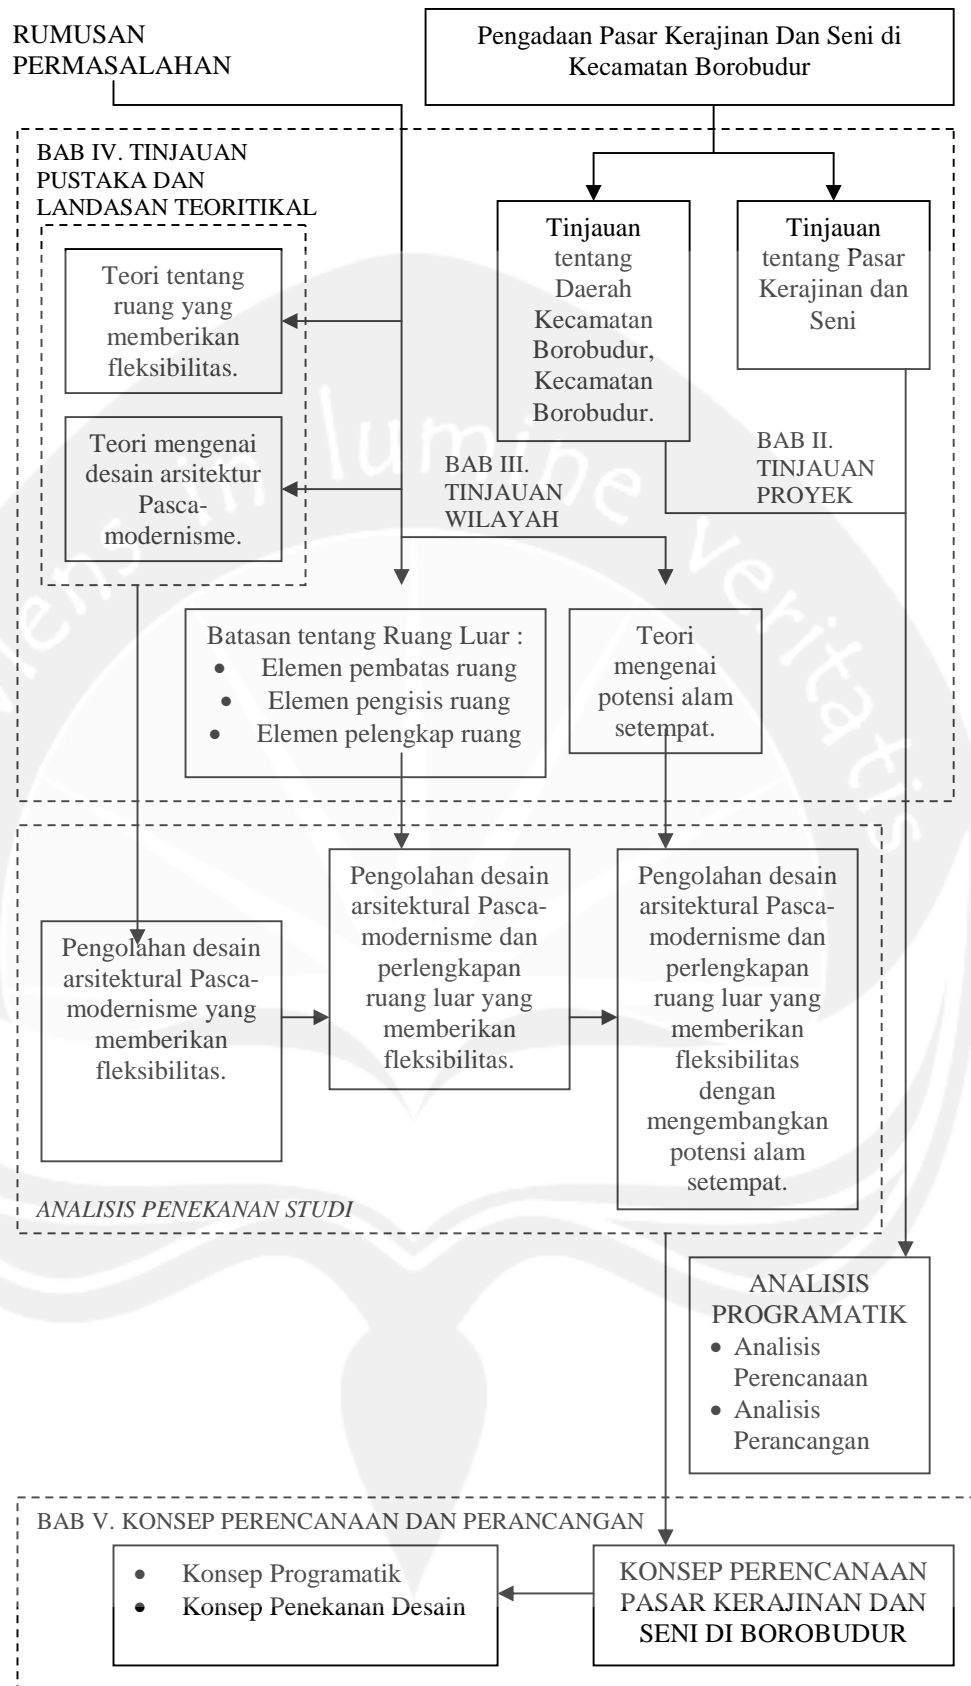 RUMUSAN
PERMASALAHAN
Pengadaan Pasar Kerajinan Dan Seni di
Kecamatan Borobudur
BAB IV. TINJAUAN
PUSTAKA DAN
LANDASAN TEORITIKAL
Teori tentang
ruang yang
memberikan
fleksibilitas.
Teori mengenai
desain arsitektur
Pasca-
modernisme.
Tinjauan
tentang
Daerah
Kecamatan
Borobudur,
Kecamatan
Borobudur.
Tinjauan
tentang Pasar
Kerajinan dan
Seni
BAB III.
TINJAUAN
WILAYAH
BAB II.
TINJAUAN
PROYEK
Batasan tentang Ruang Luar :
• Elemen pembatas ruang
• Elemen pengisis ruang
• Elemen pelengkap ruang
Teori
mengenai
potensi alam
setempat.
Pengolahan desain
arsitektural Pasca-
modernisme yang
memberikan
fleksibilitas.
Pengolahan desain
arsitektural Pasca-
modernisme dan
perlengkapan
ruang luar yang
memberikan
fleksibilitas.
Pengolahan desain
arsitektural Pasca-
modernisme dan
perlengkapan
ruang luar yang
memberikan
fleksibilitas
dengan
mengembangkan
potensi alam
setempat.
ANALISIS PENEKANAN STUDI
ANALISIS
PROGRAMATIK
• Analisis
Perencanaan
• Analisis
Perancangan
BAB V. KONSEP PERENCANAAN DAN PERANCANGAN
• Konsep Programatik
• Konsep Penekanan Desain
KONSEP PERENCANAAN
PASAR KERAJINAN DAN
SENI DI BOROBUDUR
in lumine veritatis